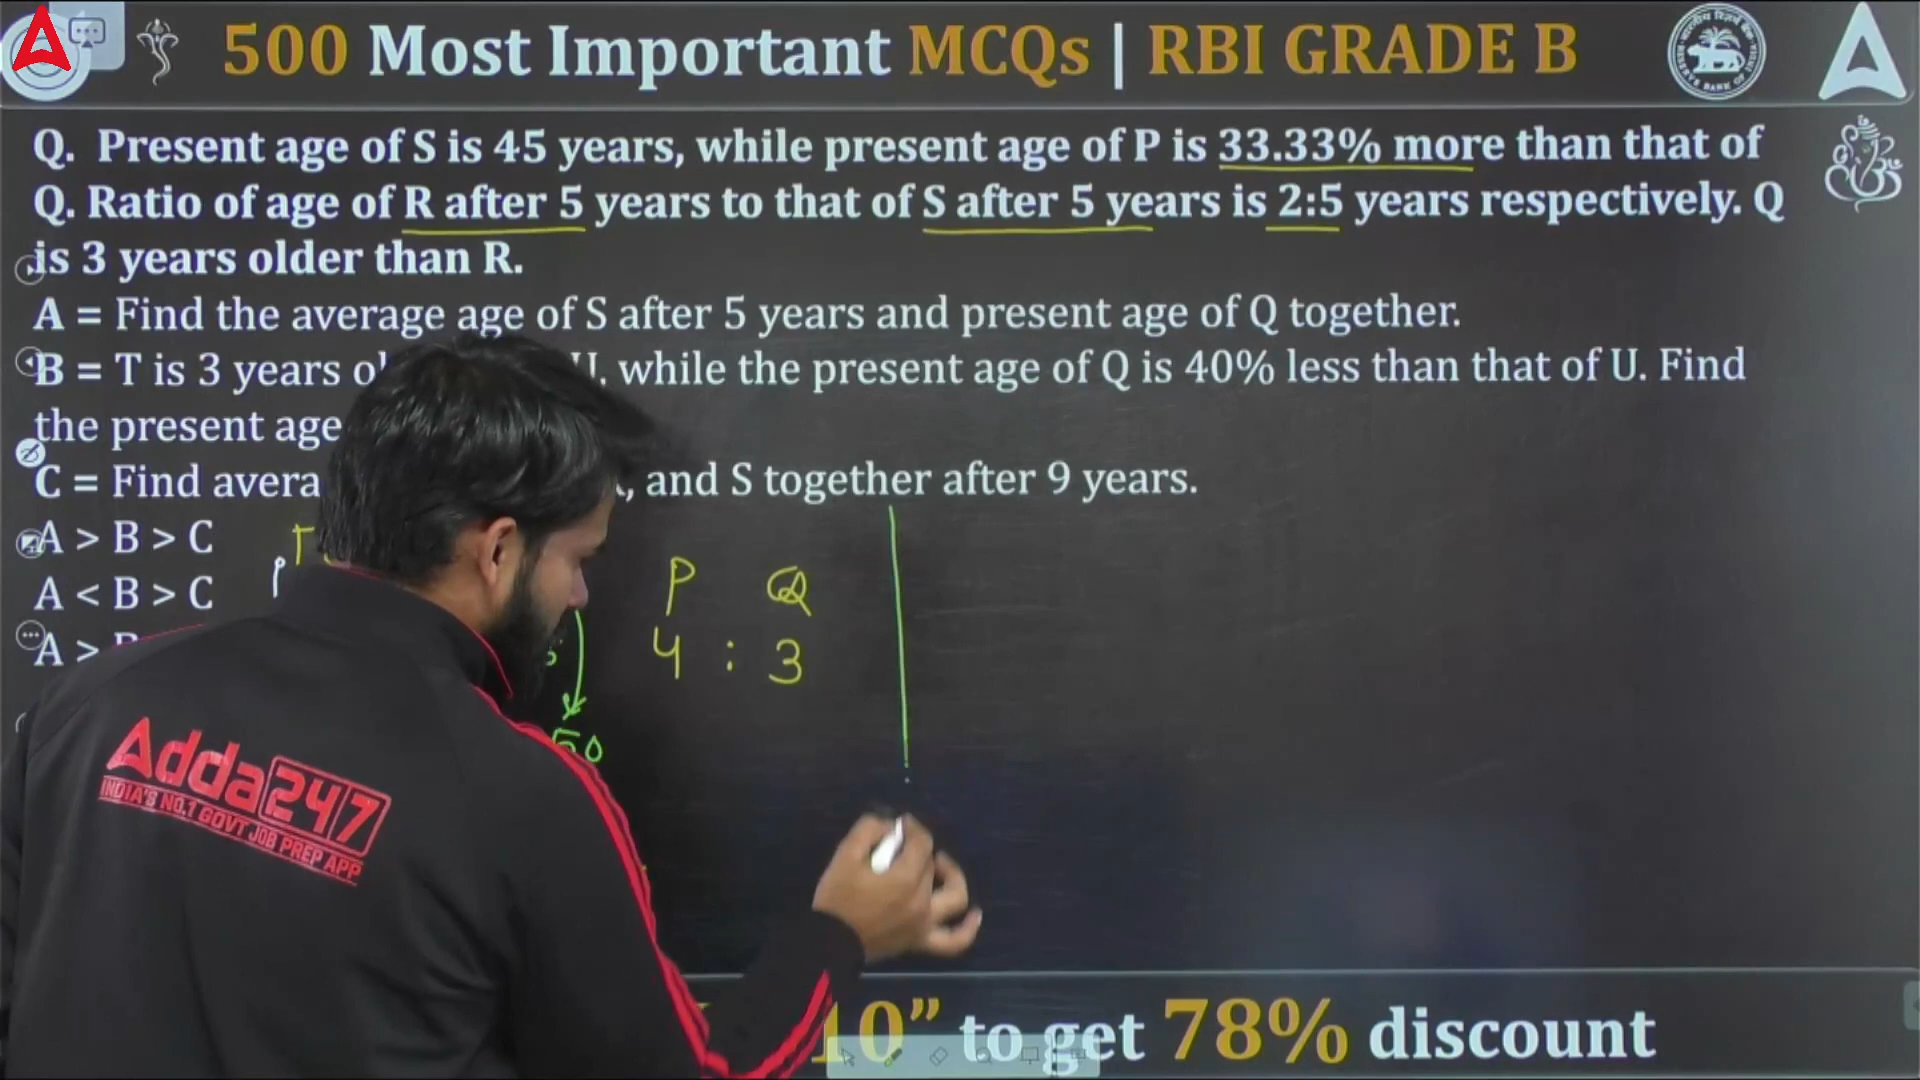 500 Most Important MCQs | RBI GRADE B
Q. Present age of S is 45 years, while present age of P is 33.33% more than that of
Q. Ratio of age of R after 5 years to that of S after 5 years is 2:5 years respectively. Q
is 3 years older than R.
A = Find the average age of S after 5 years and present age of Q together.
B = T is 3 years ol U, while the present age of Q is 40% less than that of U. Find
the present age
C = Find avera , and S together after 9 years.
A > B > C
A < B > C
A > B
P Q
4 : 3
50
Adda247
INDIA'S NO.1 GOVT JOB PREP APP
10" to get 78% discount